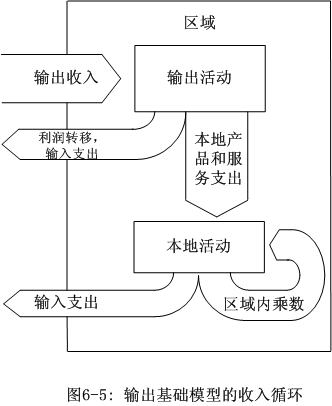 区域
输出收入
输出活动
利润转移,
输入支出
本地产
品和服
务支出
本地活动
输入支出
区域内乘数
图6-5: 输出基础模型的收入循环